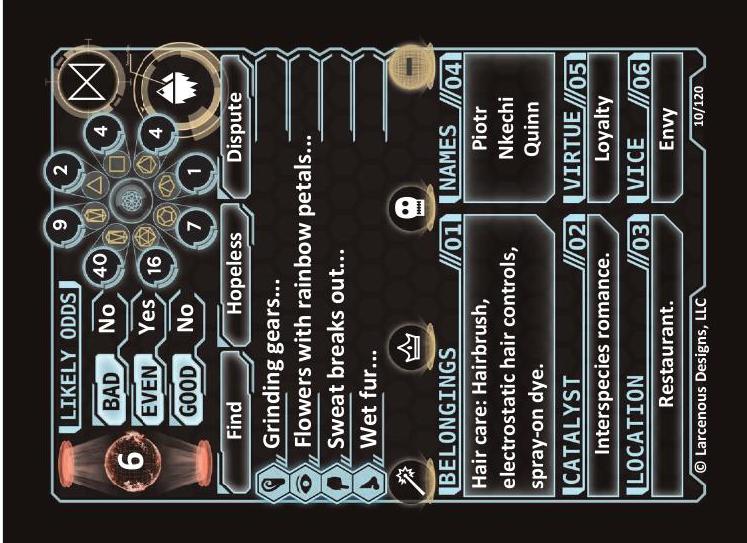 6
LIKELY ODDS
BAD No
EVEN Yes
GOOD No
9
2
4
4
1
7
16
40
Find
Hopeless
Dispute
Grinding gears...
Flowers with rainbow petals...
Sweat breaks out...
Wet fur...
BELONGINGS ///01
Hair care: Hairbrush,
electrostatic hair controls,
spray-on dye.
NAMES ///04
Piotr
Nkechi
Quinn
CATALYST ///02
Interspecies romance.
VIRTUE ///05
Loyalty
LOCATION ///03
Restaurant.
VICE ///06
Envy
© Larcenous Designs, LLC
10/120